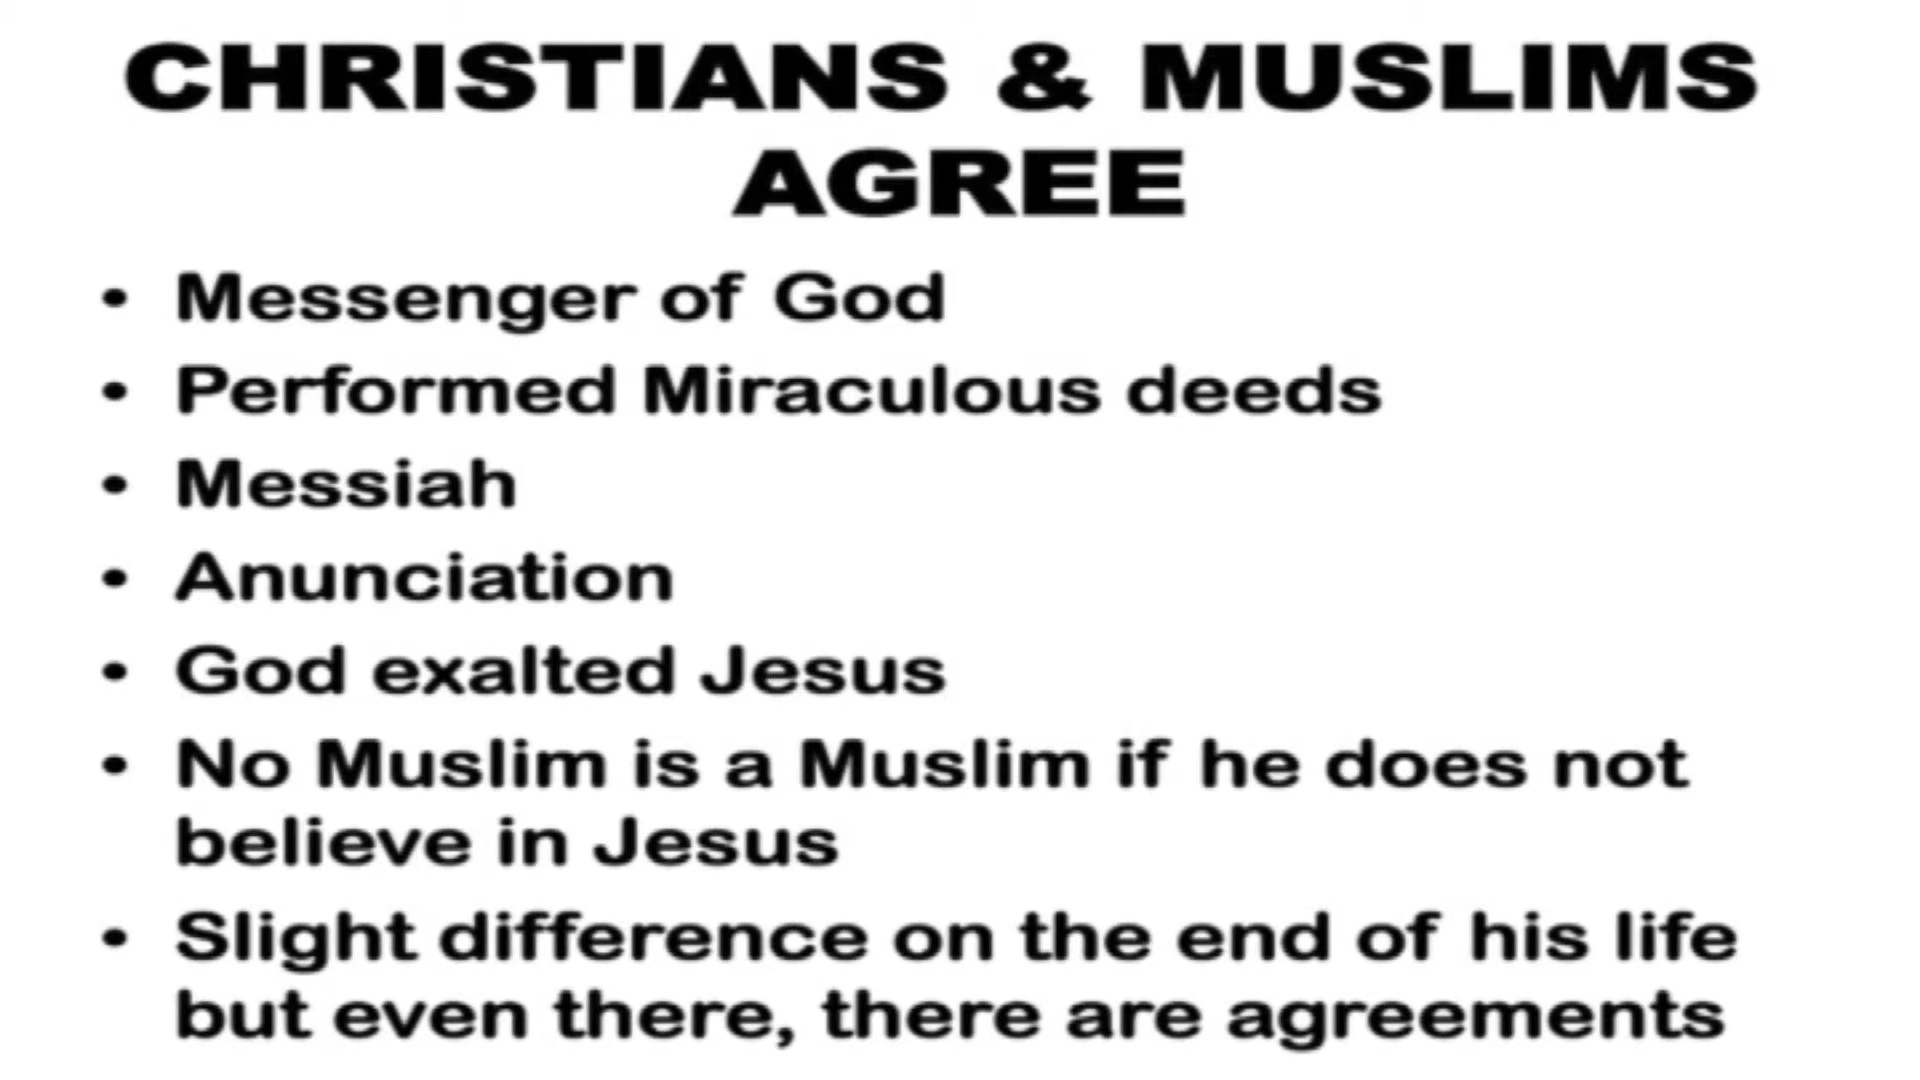 CHRISTIANS & MUSLIMS
AGREE
• Messenger of God
• Performed Miraculous deeds
• Messiah
• Anunciation
• God exalted Jesus
• No Muslim is a Muslim if he does not
believe in Jesus
• Slight difference on the end of his life
but even there, there are agreements